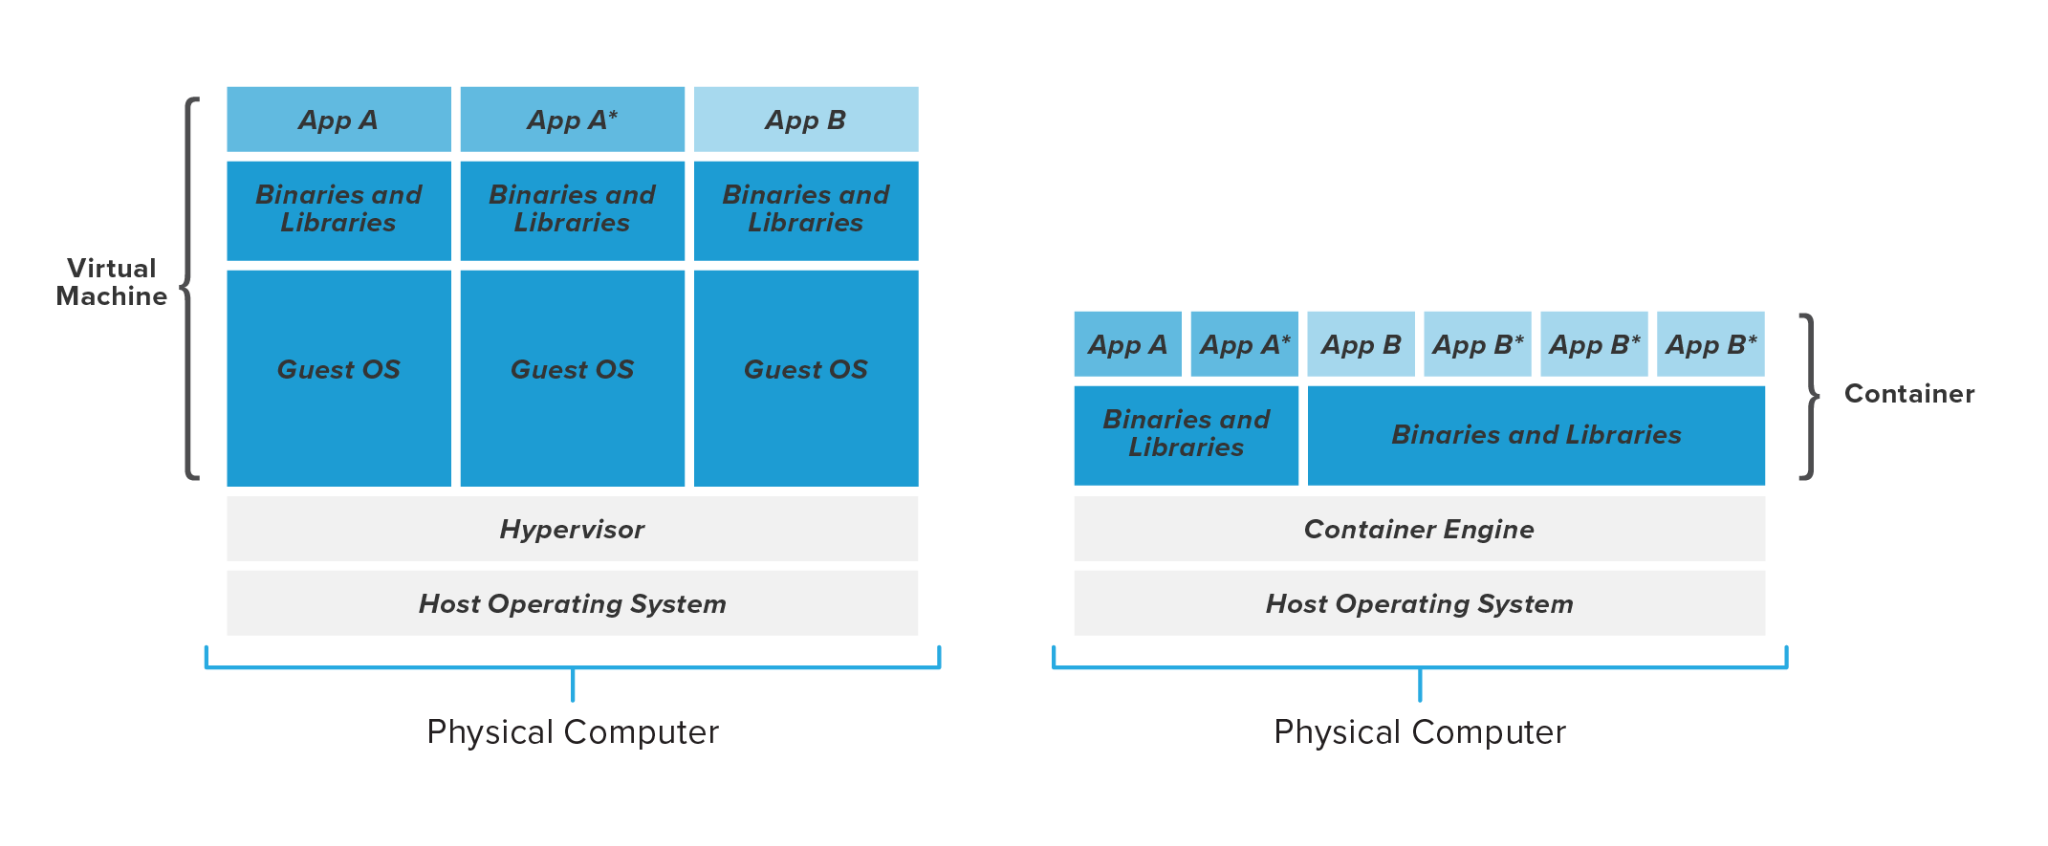 App A
App A*
App B
Binaries and
Libraries
Binaries and
Libraries
Binaries and
Libraries
Virtual
Machine
Guest OS
Guest OS
Guest OS
Hypervisor
Host Operating System
Physical Computer
App A
App A*
App B
App B*
App B*
App B*
Binaries and
Libraries
Binaries and Libraries
Container
Container Engine
Host Operating System
Physical Computer